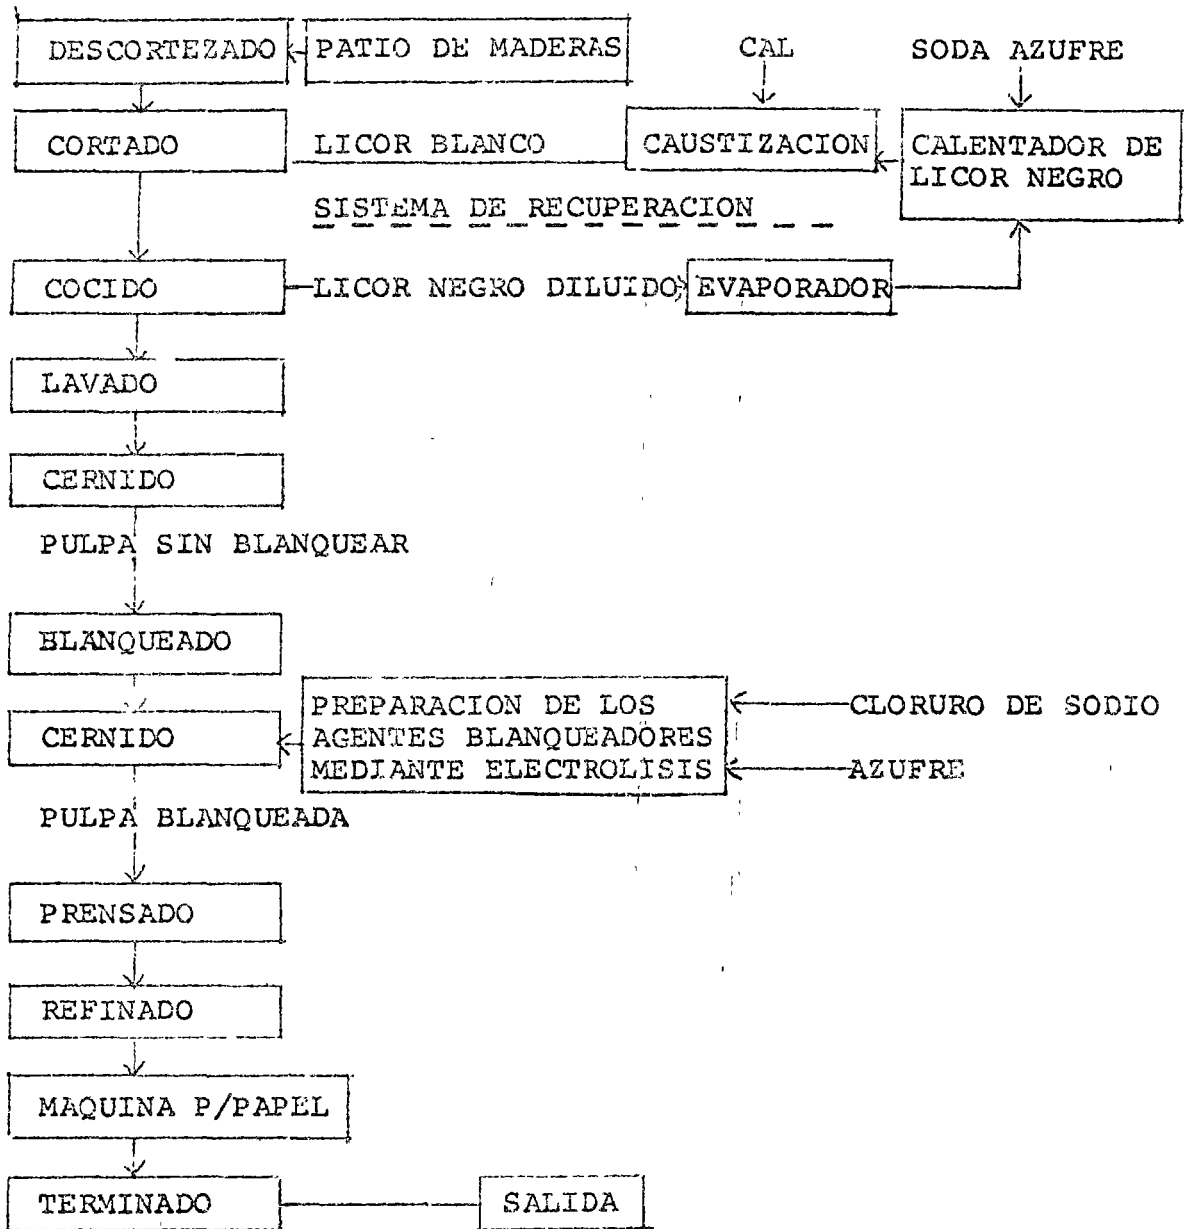 DESCORTEZADO
PATIO DE MADERAS
CAL
SODA AZUFRE
CORTADO
LICOR BLANCO
CAUSTIZACION
CALENTADOR DE
LICOR NEGRO
SISTEMA DE RECUPERACION
COCIDO
LICOR NEGRO DILUIDO
EVAPORADOR
LAVADO
CERNIDO
PULPA SIN BLANQUEAR
BLANQUEADO
CERNIDO
PREPARACION DE LOS
AGENTES BLANQUEADORES
MEDIANTE ELECTROLISIS
CLORURO DE SODIO
AZUFRE
PULPA BLANQUEADA
PRENSADO
REFINADO
MAQUINA P/PAPEL
TERMINADO
SALIDA